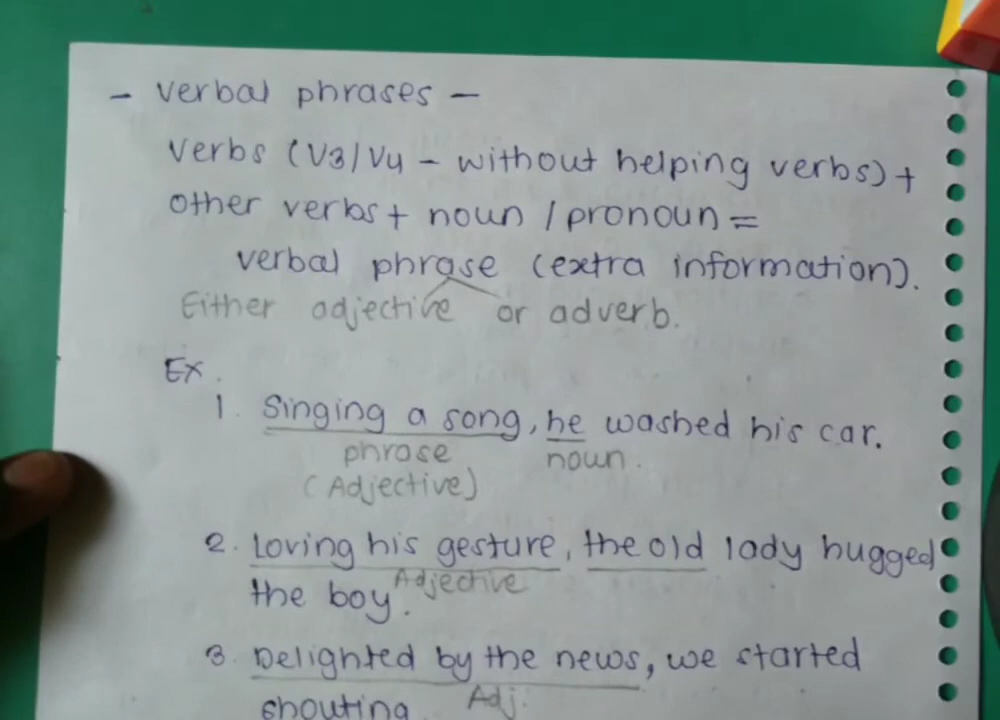 - verbal phrases -
verbs (V3/V4 - without helping verbs) +
other verbs + noun / pronoun =
verbal phrase (extra information).
Either adjective or adverb.
Ex.
1. Singing a song, he washed his car.
phrase noun.
(Adjective)
2. Loving his gesture, the old lady hugged
the boy. Adjective
3. Delighted by the news, we started
shouting Adj.